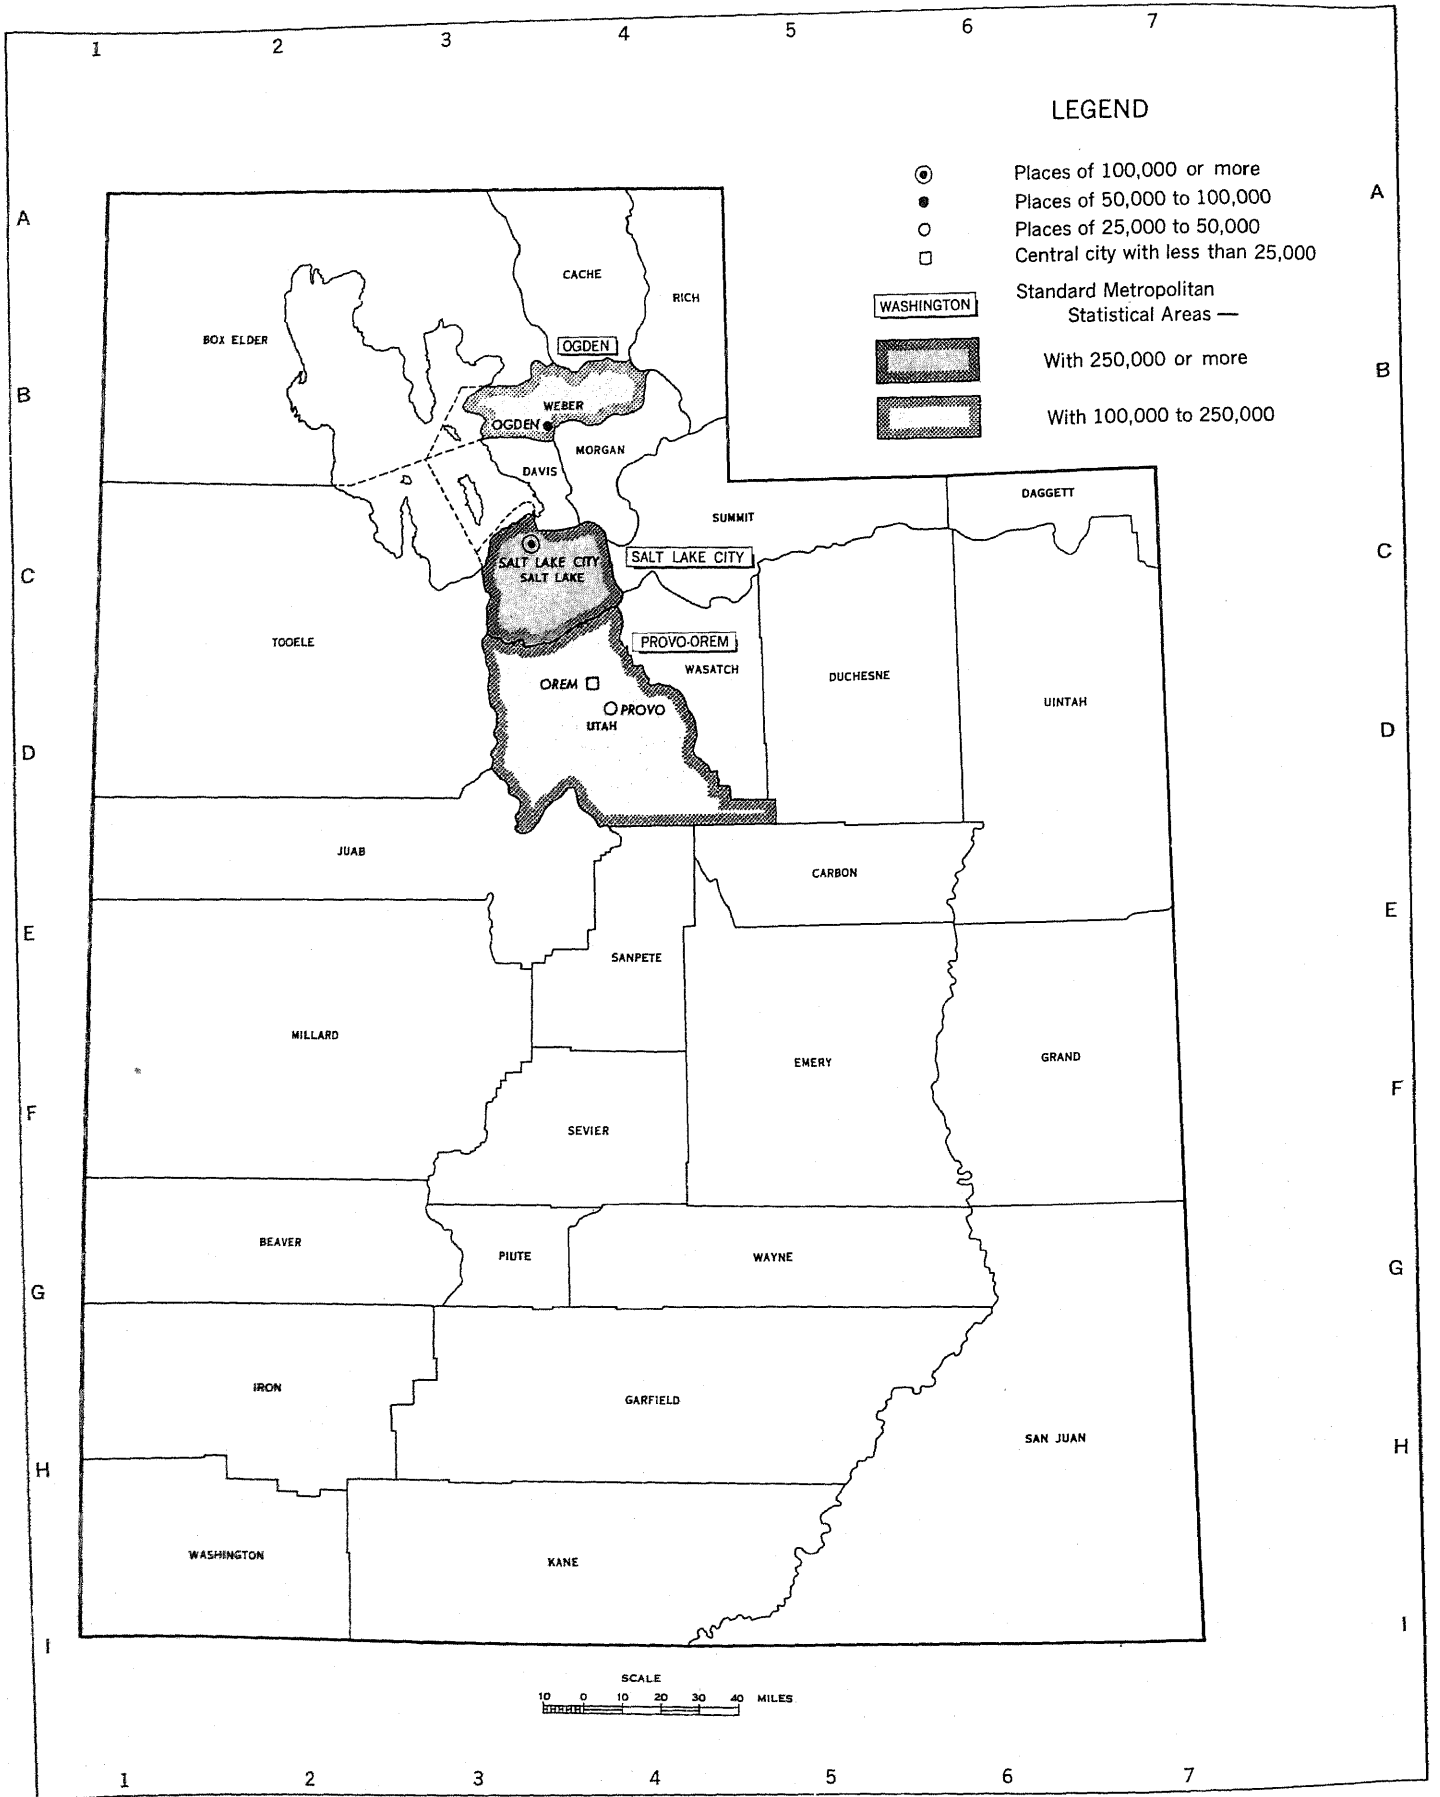 1 2 3 4 5 6 7
LEGEND
Places of 100,000 or more
Places of 50,000 to 100,000
Places of 25,000 to 50,000
Central city with less than 25,000
WASHINGTON
Standard Metropolitan
Statistical Areas —
With 250,000 or more
With 100,000 to 250,000
A A
CACHE
RICH
BOX ELDER
OGDEN
B B
WEBER
OGDEN
MORGAN
DAVIS
DAGGETT
SUMMIT
C C
SALT LAKE CITY
SALT LAKE CITY
SALT LAKE
TOOELE
PROVO-OREM
WASATCH
DUCHESNE
OREM
UINTAH
PROVO
UTAH
D D
JUAB
CARBON
E E
SANPETE
MILLARD
EMERY
GRAND
F F
SEVIER
BEAVER
PIUTE
WAYNE
G G
IRON
GARFIELD
SAN JUAN
H H
WASHINGTON
KANE
I I
SCALE
10 0 10 20 30 40 MILES
1 2 3 4 5 6 7